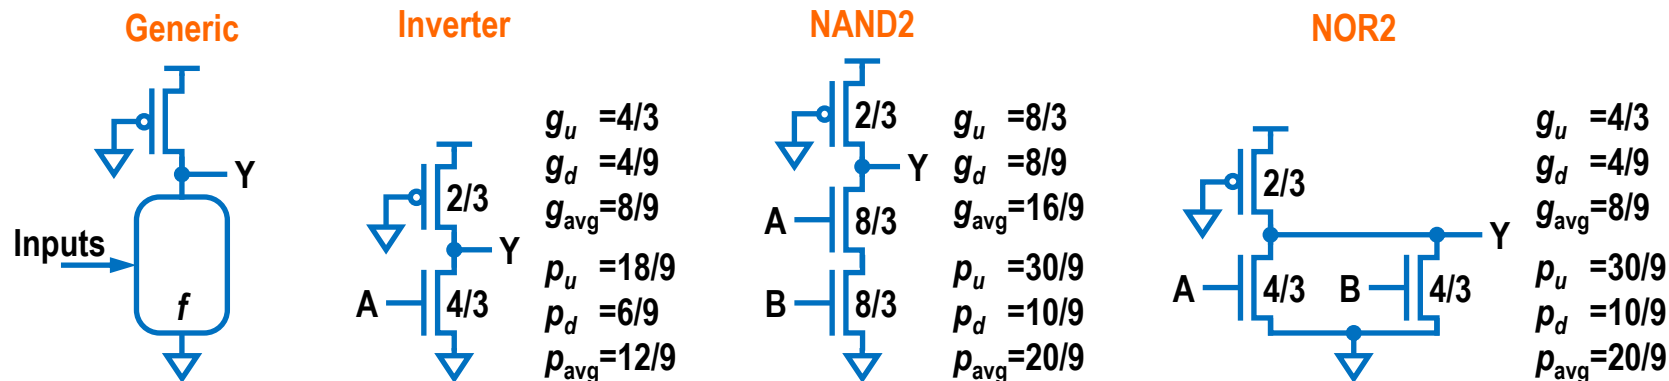 Generic
Y
Inputs
f
Inverter
2/3
Y
A
4/3
g_u =4/3
g_d =4/9
g_avg=8/9
p_u =18/9
p_d =6/9
p_avg=12/9
NAND2
2/3
Y
A
8/3
B
8/3
g_u =8/3
g_d =8/9
g_avg=16/9
p_u =30/9
p_d =10/9
p_avg=20/9
NOR2
2/3
Y
A
4/3
B
4/3
g_u =4/3
g_d =4/9
g_avg=8/9
p_u =30/9
p_d =10/9
p_avg=20/9